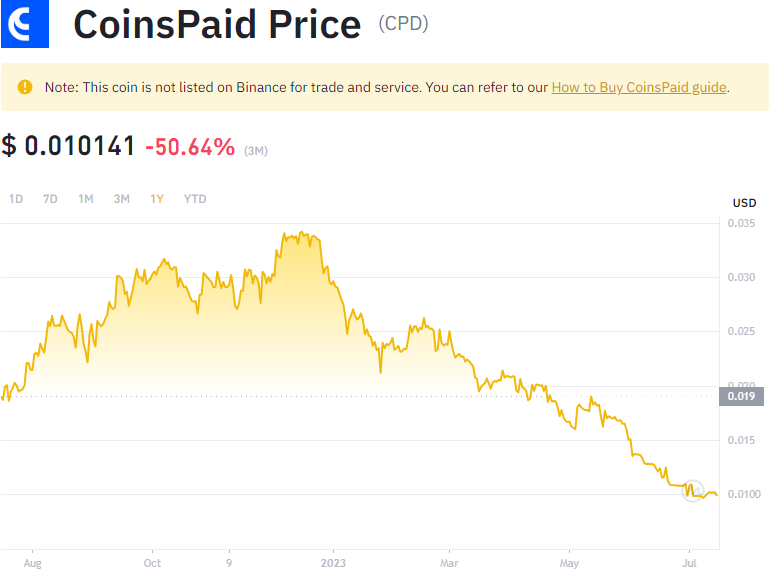 CoinsPaid Price (CPD)
Note: This coin is not listed on Binance for trade and service. You can refer to our How to Buy CoinsPaid guide.
$ 0.010141 -50.64% (3M)
1D 7D 1M 3M 1Y YTD
USD
0.035
0.030
0.025
0.020
0.019
0.015
0.0100
Aug Oct 9 2023 Mar May Jul